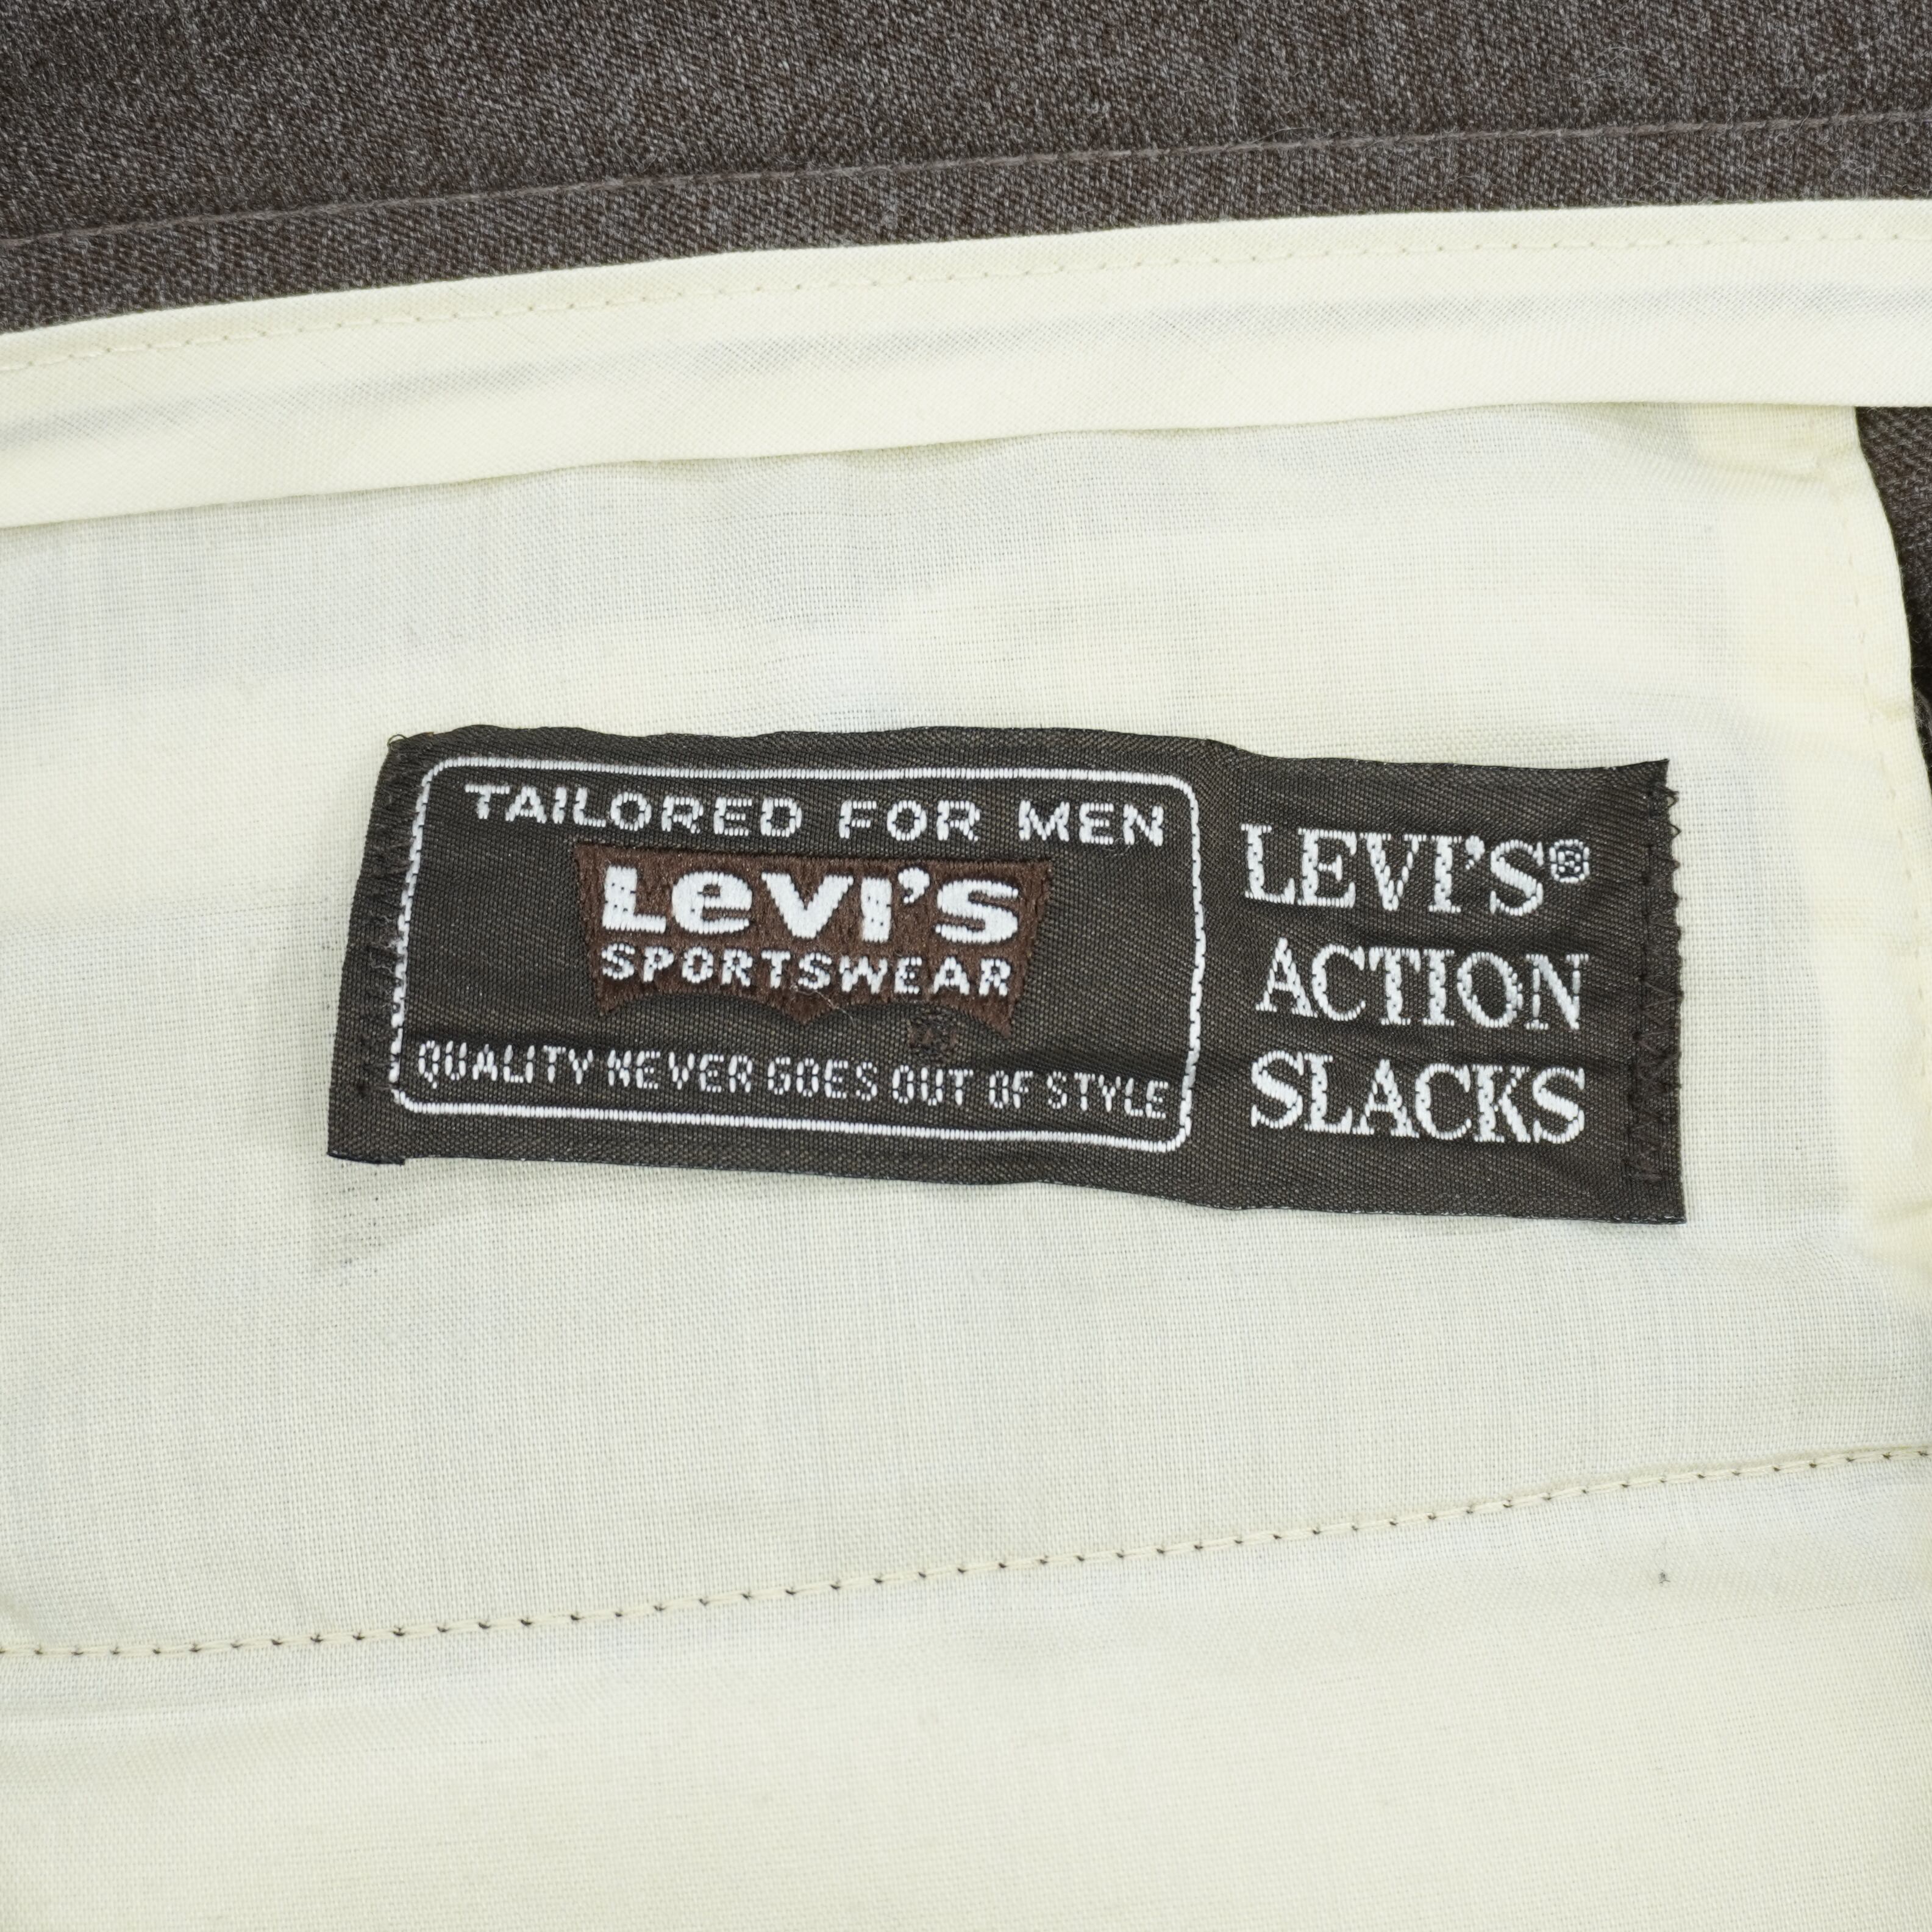 TAILORED FOR MEN
Levi's
SPORTSWEAR
QUALITY NEVER GOES OUT OF STYLE
LEVI'S®
ACTION
SLACKS